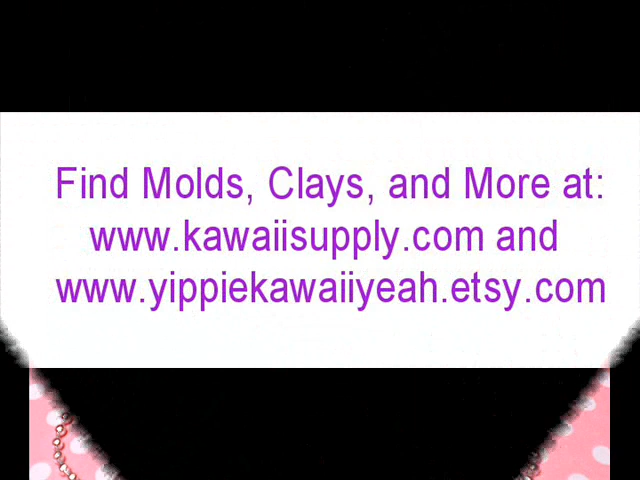 Find Molds, Clays, and More at:
www.kawaiisupply.com and
www.yippiekawaiiyeah.etsy.com